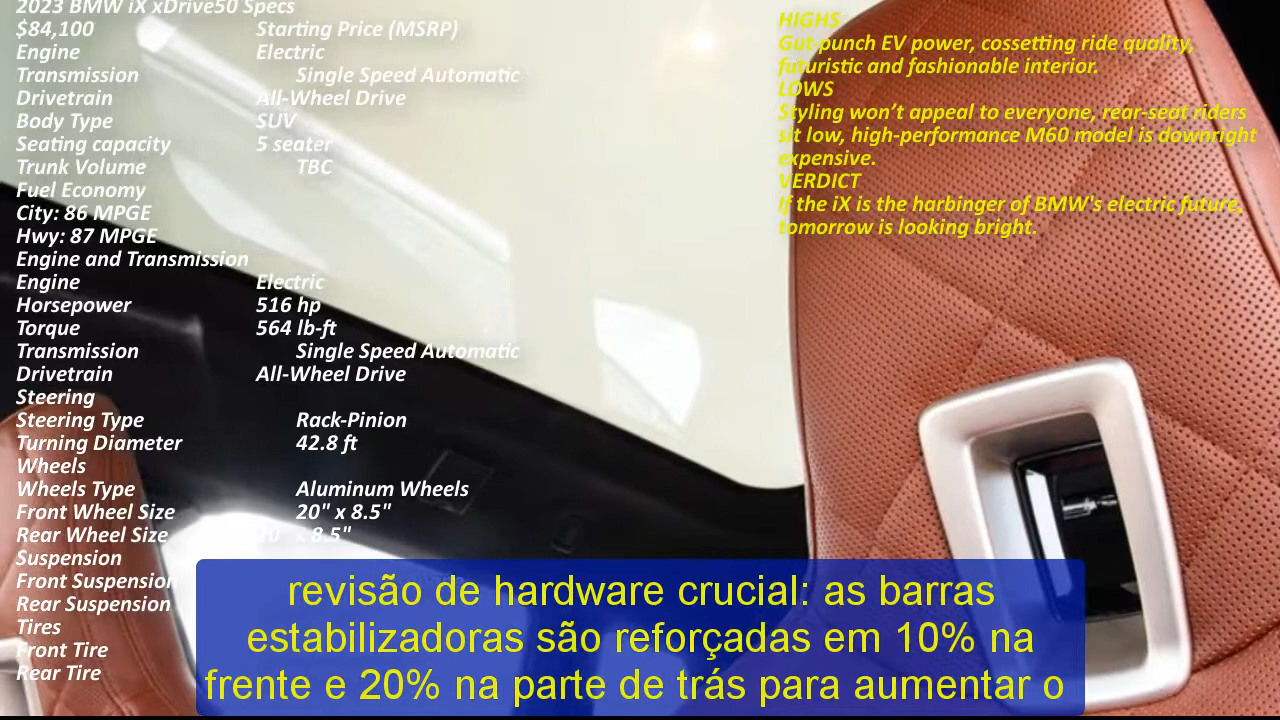 2023 BMW iX xDrive50 Specs
$84,100 Starting Price (MSRP)
Engine Electric
Transmission Single Speed Automatic
Drivetrain All-Wheel Drive
Body Type SUV
Seating capacity 5 seater
Trunk Volume TBC
Fuel Economy
City: 86 MPGE
Hwy: 87 MPGE
Engine and Transmission
Engine Electric
Horsepower 516 hp
Torque 564 lb-ft
Transmission Single Speed Automatic
Drivetrain All-Wheel Drive
Steering
Steering Type Rack-Pinion
Turning Diameter 42.8 ft
Wheels
Wheels Type Aluminum Wheels
Front Wheel Size 20" x 8.5"
Rear Wheel Size 20" x 8.5"
Suspension
Front Suspension
Rear Suspension
Tires
Front Tire
Rear Tire
HIGHS
Gut-punch EV power, cossetting ride quality,
futuristic and fashionable interior.
LOWS
Styling won’t appeal to everyone, rear-seat riders
sit low, high-performance M60 model is downright
expensive.
VERDICT
If the iX is the harbinger of BMW's electric future,
tomorrow is looking bright.
revisão de hardware crucial: as barras
estabilizadoras são reforçadas em 10% na
frente e 20% na parte de trás para aumentar o